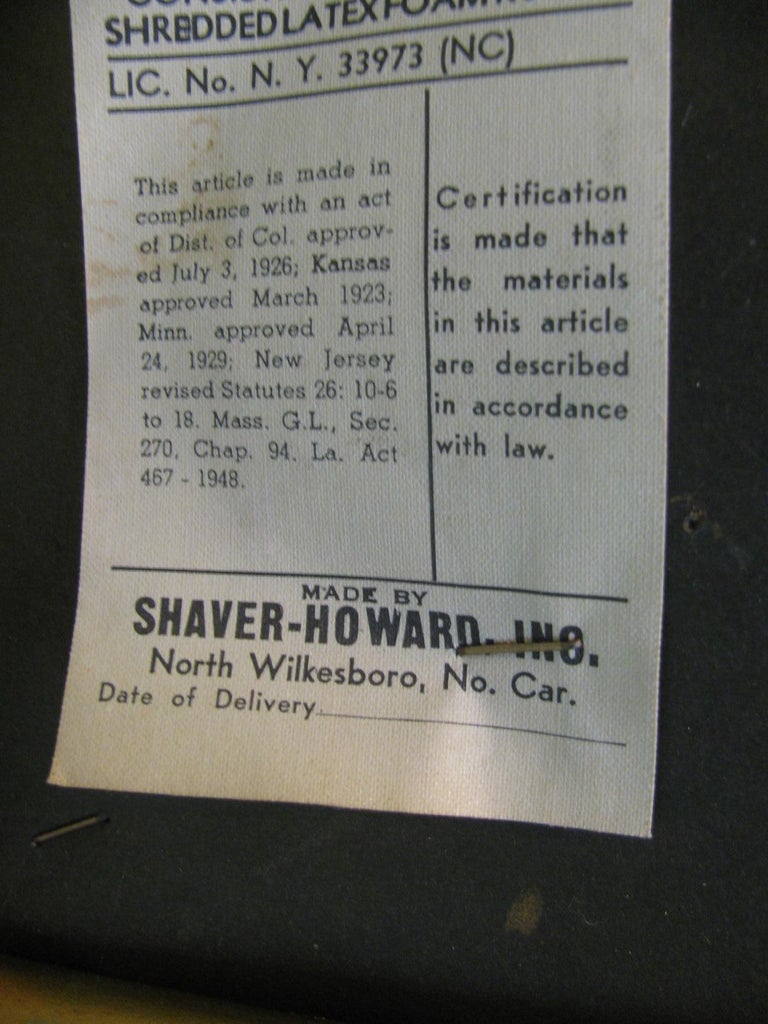 SHREDDED LATEX FOAM
LIC. No. N. Y. 33973 (NC)
This article is made in
compliance with an act
of Dist. of Col. approv-
ed July 3, 1926; Kansas
approved March 1923;
Minn. approved April
24, 1929; New Jersey
revised Statutes 26: 10-6
to 18. Mass. G.L., Sec.
270, Chap. 94. La. Act
467 - 1948.
Certification
is made that
the materials
in this article
are described
in accordance
with law.
MADE BY
SHAVER-HOWARD, INC.
North Wilkesboro, No. Car.
Date of Delivery